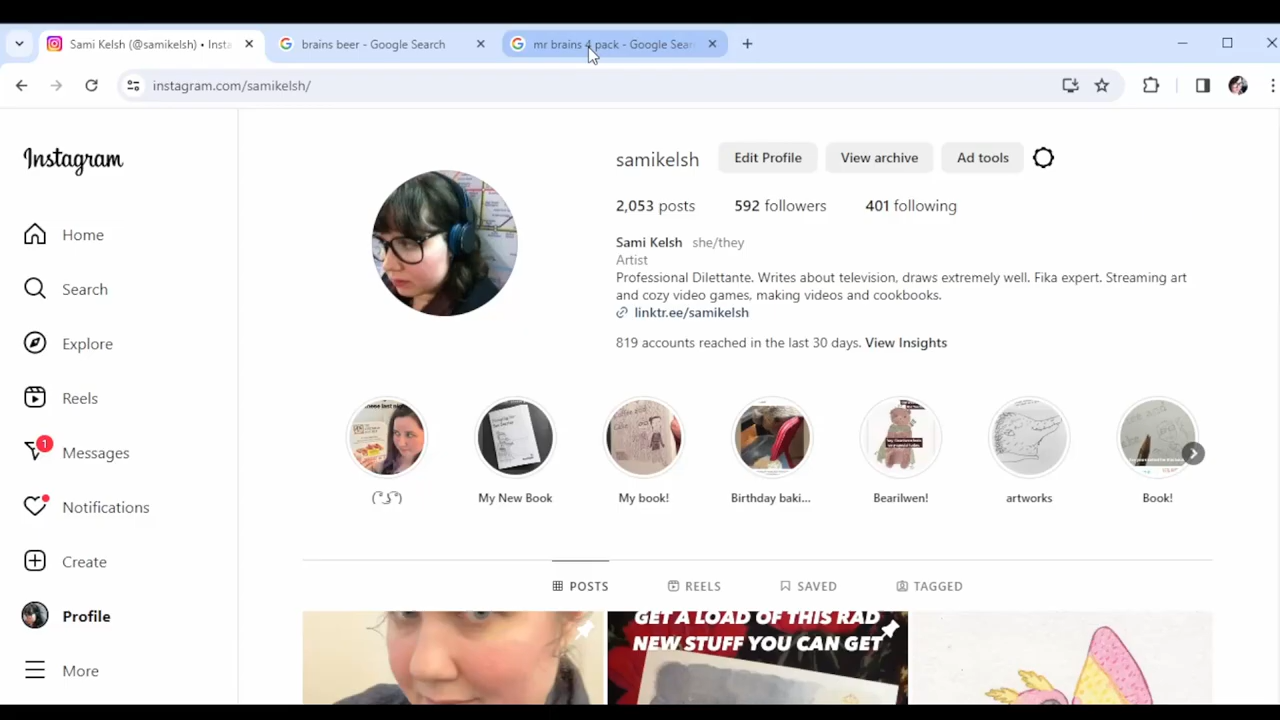 Sami Kelsh (@samikelsh) • Insta
brains beer - Google Search
mr brains 4 pack - Google Sear
instagram.com/samikelsh/
Instagram
samikelsh
Edit Profile
View archive
Ad tools
2,053 posts
592 followers
401 following
Sami Kelsh she/they
Artist
Professional Dilettante. Writes about television, draws extremely well. Fika expert. Streaming art
and cozy video games, making videos and cookbooks.
linktr.ee/samikelsh
819 accounts reached in the last 30 days. View Insights
Home
Search
Explore
Reels
1
Messages
Notifications
Create
Profile
More
( ͡° ͜ʖ ͡°)
My New Book
My book!
Birthday baki...
Bearilwen!
artworks
Book!
POSTS
REELS
SAVED
TAGGED
GET A LOAD OF THIS RAD
NEW STUFF YOU CAN GET